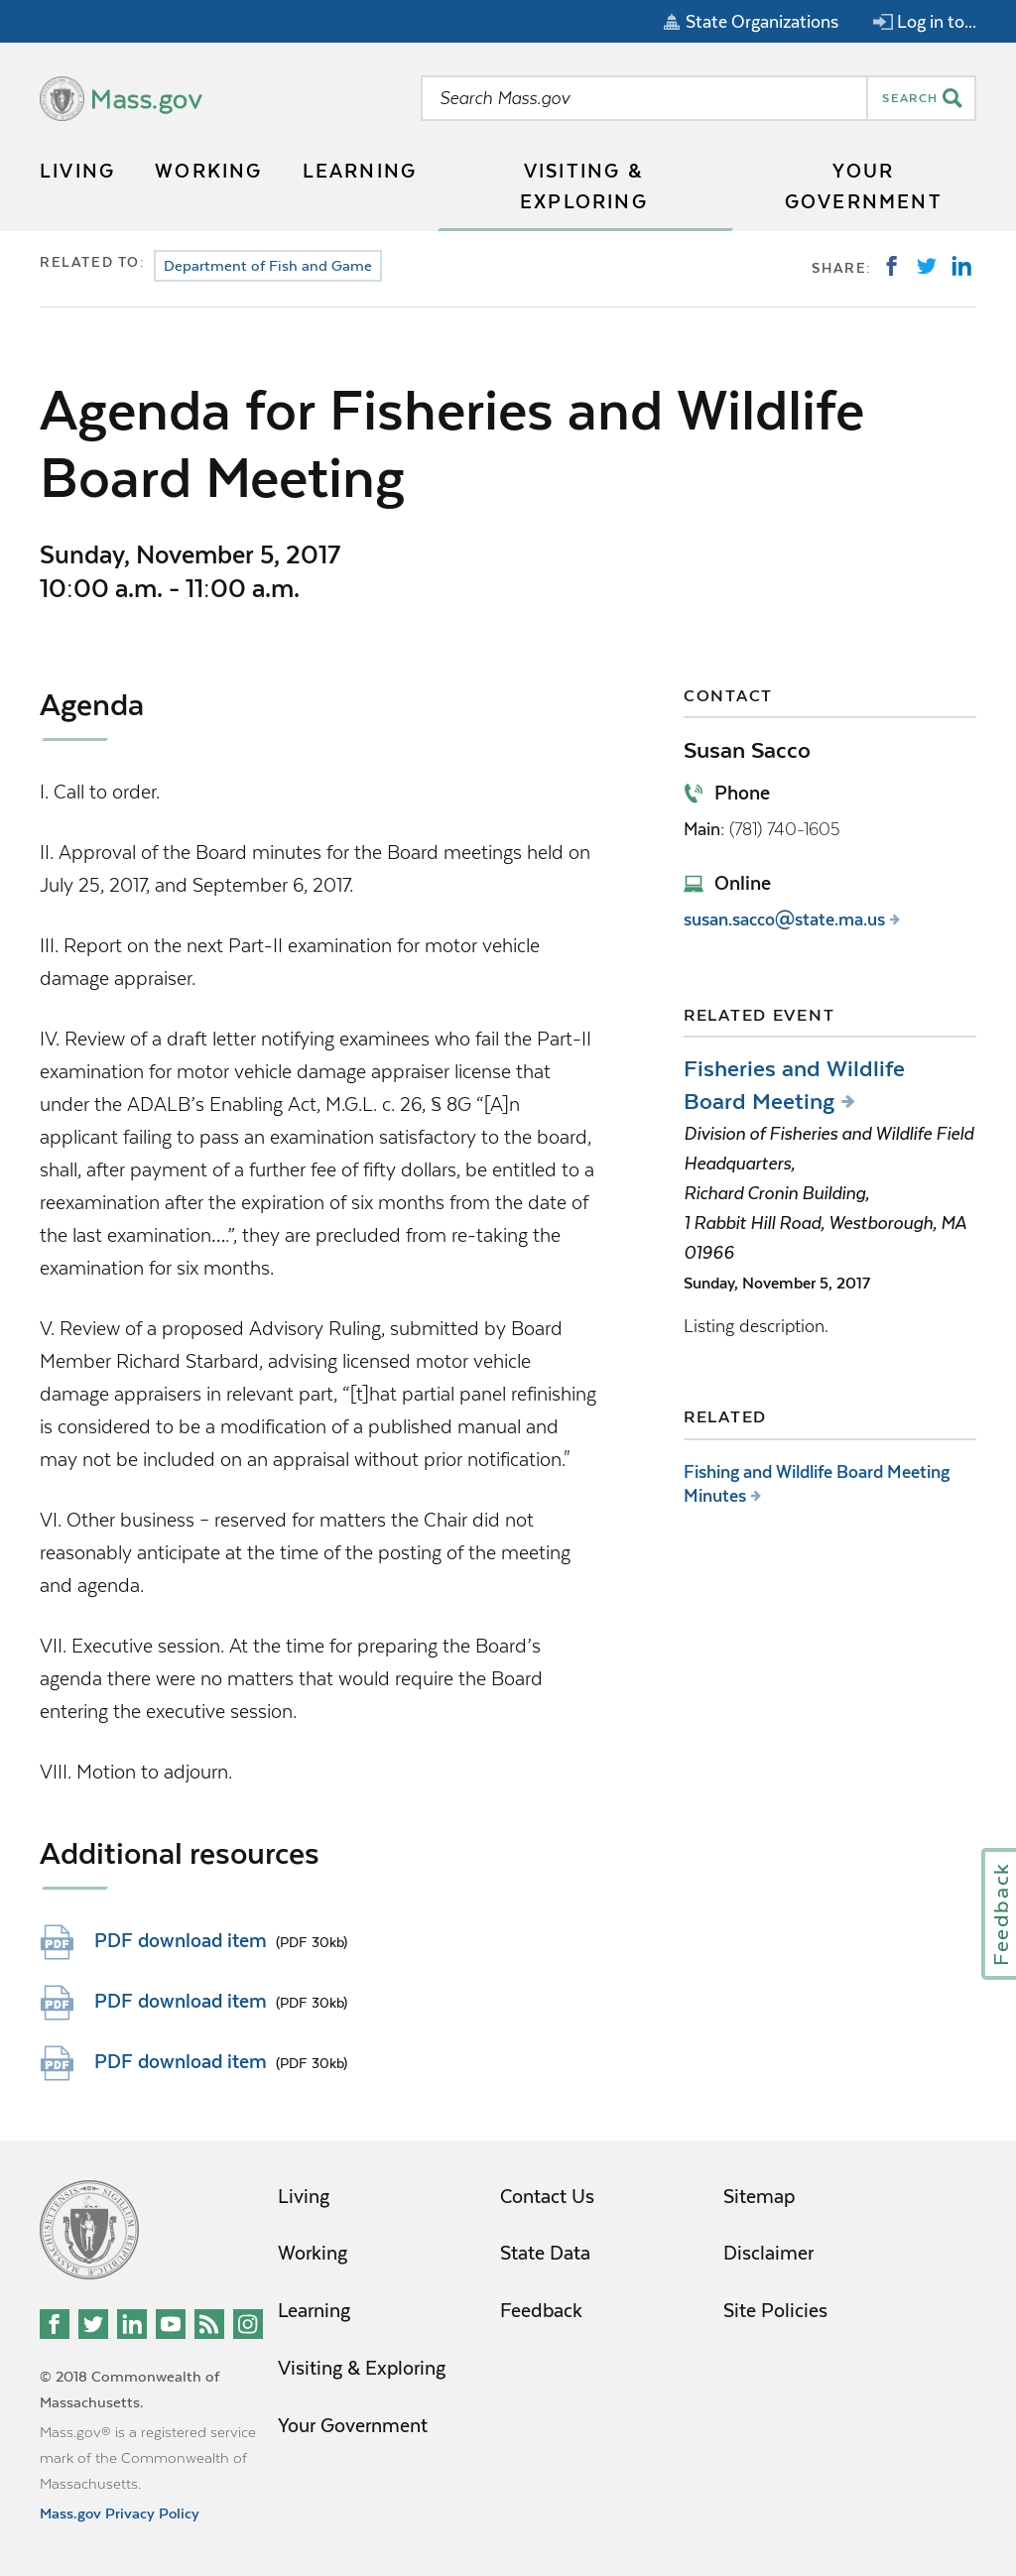 State Organizations
Log in to...
Mass.gov
Search Mass.gov
SEARCH
LIVING
WORKING
LEARNING
VISITING &
EXPLORING
YOUR
GOVERNMENT
RELATED TO:
Department of Fish and Game
SHARE:
Agenda for Fisheries and Wildlife
Board Meeting
Sunday, November 5, 2017
10:00 a.m. - 11:00 a.m.
Agenda
I. Call to order.
II. Approval of the Board minutes for the Board meetings held on
July 25, 2017, and September 6, 2017.
III. Report on the next Part-II examination for motor vehicle
damage appraiser.
IV. Review of a draft letter notifying examinees who fail the Part-II
examination for motor vehicle damage appraiser license that
under the ADALB’s Enabling Act, M.G.L. c. 26, § 8G “[A]n
applicant failing to pass an examination satisfactory to the board,
shall, after payment of a further fee of fifty dollars, be entitled to a
reexamination after the expiration of six months from the date of
the last examination....”, they are precluded from re-taking the
examination for six months.
V. Review of a proposed Advisory Ruling, submitted by Board
Member Richard Starbard, advising licensed motor vehicle
damage appraisers in relevant part, “[t]hat partial panel refinishing
is considered to be a modification of a published manual and
may not be included on an appraisal without prior notification."
VI. Other business – reserved for matters the Chair did not
reasonably anticipate at the time of the posting of the meeting
and agenda.
VII. Executive session. At the time for preparing the Board’s
agenda there were no matters that would require the Board
entering the executive session.
VIII. Motion to adjourn.
Additional resources
PDF
PDF download item (PDF 30kb)
PDF
PDF download item (PDF 30kb)
PDF
PDF download item (PDF 30kb)
CONTACT
Susan Sacco
Phone
Main: (781) 740-1605
Online
susan.sacco@state.ma.us
RELATED EVENT
Fisheries and Wildlife
Board Meeting
Division of Fisheries and Wildlife Field
Headquarters,
Richard Cronin Building,
1 Rabbit Hill Road, Westborough, MA
01966
Sunday, November 5, 2017
Listing description.
RELATED
Fishing and Wildlife Board Meeting
Minutes
Feedback
Living
Working
Learning
Visiting & Exploring
Your Government
Contact Us
State Data
Feedback
Sitemap
Disclaimer
Site Policies
© 2018 Commonwealth of
Massachusetts.
Mass.gov® is a registered service
mark of the Commonwealth of
Massachusetts.
Mass.gov Privacy Policy